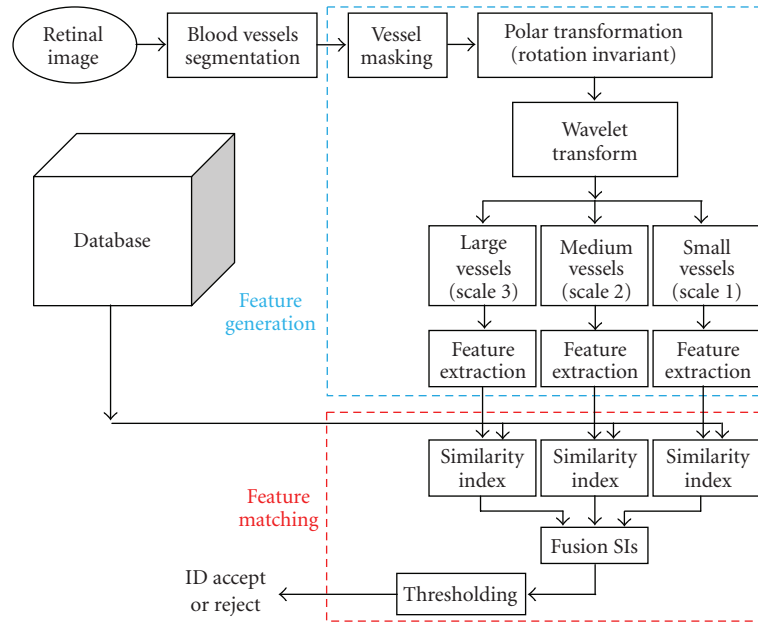 Retinal
image
Blood vessels
segmentation
Vessel
masking
Polar transformation
(rotation invariant)
Wavelet
transform
Database
Large
vessels
(scale 3)
Medium
vessels
(scale 2)
Small
vessels
(scale 1)
Feature
generation
Feature
extraction
Feature
extraction
Feature
extraction
Similarity
index
Similarity
index
Similarity
index
Feature
matching
Fusion SIs
Thresholding
ID accept
or reject